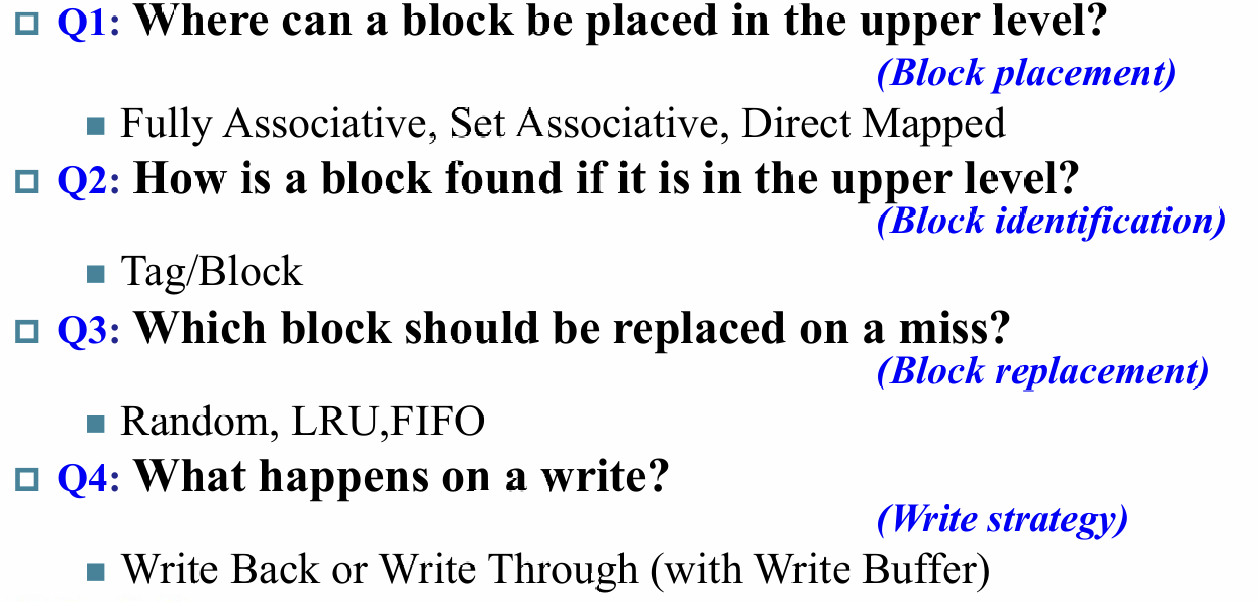 Q1: Where can a block be placed in the upper level?
(Block placement)
Fully Associative, Set Associative, Direct Mapped
Q2: How is a block found if it is in the upper level?
(Block identification)
Tag/Block
Q3: Which block should be replaced on a miss?
(Block replacement)
Random, LRU,FIFO
Q4: What happens on a write?
(Write strategy)
Write Back or Write Through (with Write Buffer)